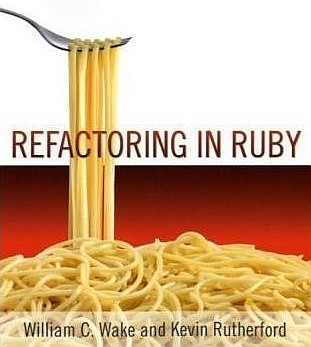 REFACTORING IN RUBY
William C. Wake and Kevin Rutherford